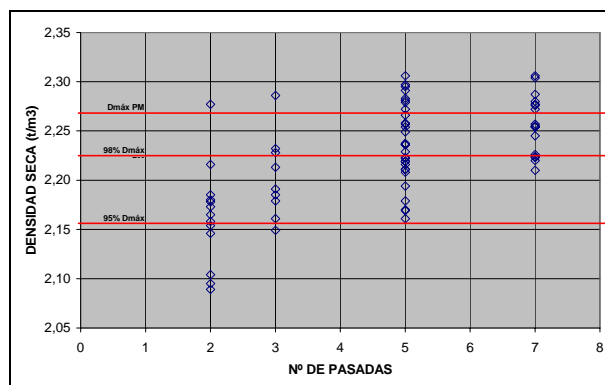 2,35
2,30
2,25
2,20
2,15
2,10
2,05
DENSIDAD SECA (t/m3)
Dmáx PM
98% Dmáx
95% Dmáx
0 1 2 3 4 5 6 7 8
Nº DE PASADAS